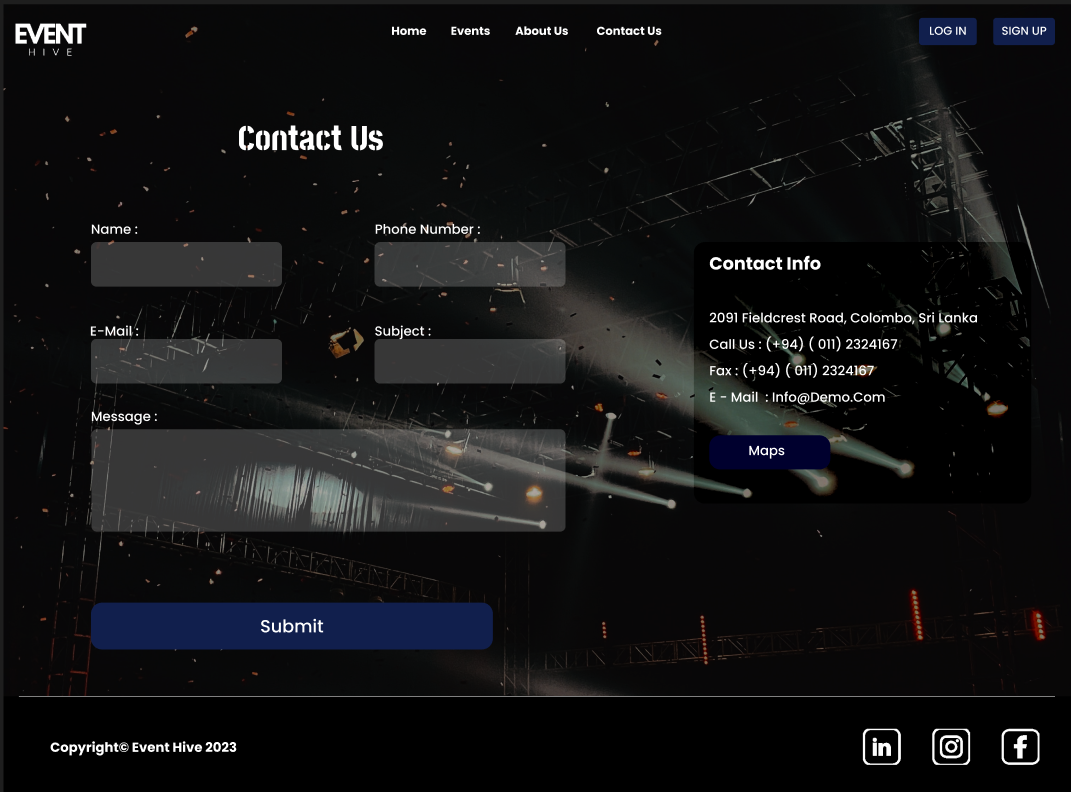 EVENT
HIVE
Home Events About Us Contact Us
LOG IN SIGN UP
Contact Us
Name : Phone Number :
E-Mail : Subject :
Message :
Submit
Contact Info
2091 Fieldcrest Road, Colombo, Sri Lanka
Call Us : (+94) ( 011) 2324167
Fax : (+94) ( 011) 2324167
E - Mail : Info@Demo.Com
Maps
Copyright© Event Hive 2023
in
f